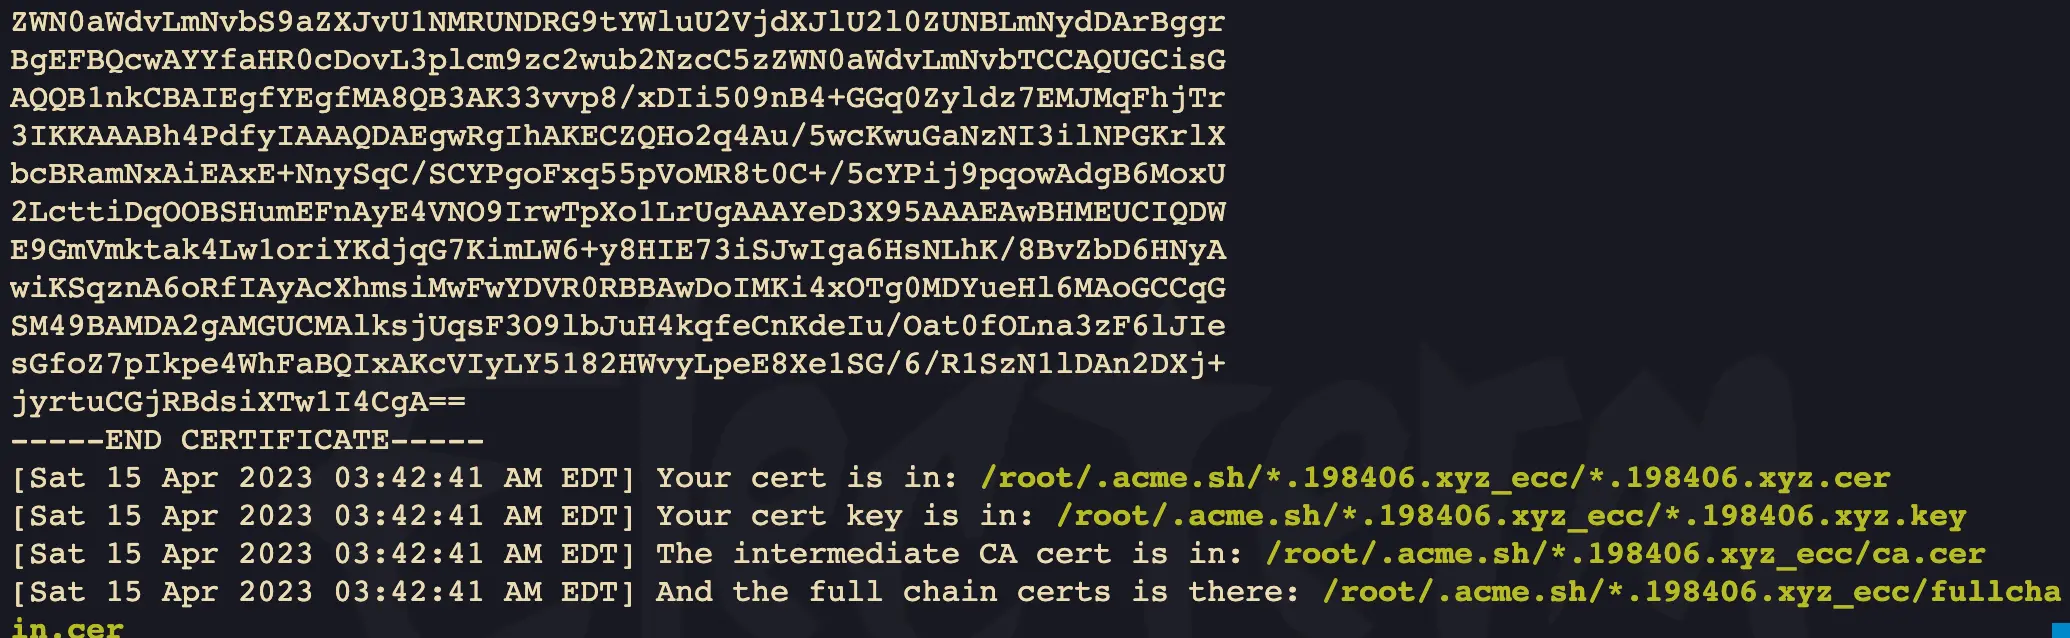 ZWN0aWdvLmNvbS9aZXJvU1NMRUNDRG9tYWluU2VjdXJlU2l0ZUNBLmNydDArBggr
BgEFBQcwAYYfaHR0cDovL3plcm9zc2wub2NzcC5zZWN0aWdvLmNvbTCCAQUGCisG
AQQB1nkCBAIEgfYEgfMA8QB3AK33vvp8/xDIi509nB4+GGq0Zyldz7EMJMqFhjTr
3IKKAAABh4PdfyIAAAQDAEgwRgIhAKECZQHo2q4Au/5wcKwuGaNzNI3ilNPGKrlX
bcBRamNxAiEAxE+NnySqC/SCYPgoFxq55pVoMR8t0C+/5cYPij9pqowAdgB6MoxU
2LcttiDqOOBSHumEFnAyE4VNO9IrwTpXo1LrUgAAAYeD3X95AAAEAwBHMEUCIQDW
E9GmVmktak4Lw1oriYKdjqG7KimLW6+y8HIE73iSJwIga6HsNLhK/8BvZbD6HNyA
wiKSqznA6oRfIAyAcXhmsiMwFwYDVR0RBBAwDoIMKi4xOTg0MDYueHl6MAoGCCqG
SM49BAMDA2gAMGUCMAlksjUqsF3O9lbJuH4kqfeCnKdeIu/Oat0fOLna3zF6lJIe
sGfoZ7pIkpe4WhFaBQIxAKcVIyLY5182HWvyLpeE8Xe1SG/6/R1SzN1lDAn2DXj+
jyrtuCGjRBdsiXTw1I4CgA==
-----END CERTIFICATE-----
[Sat 15 Apr 2023 03:42:41 AM EDT] Your cert is in: /root/.acme.sh/*.198406.xyz_ecc/*.198406.xyz.cer
[Sat 15 Apr 2023 03:42:41 AM EDT] Your cert key is in: /root/.acme.sh/*.198406.xyz_ecc/*.198406.xyz.key
[Sat 15 Apr 2023 03:42:41 AM EDT] The intermediate CA cert is in: /root/.acme.sh/*.198406.xyz_ecc/ca.cer
[Sat 15 Apr 2023 03:42:41 AM EDT] And the full chain certs is there: /root/.acme.sh/*.198406.xyz_ecc/fullcha
in.cer
electerm